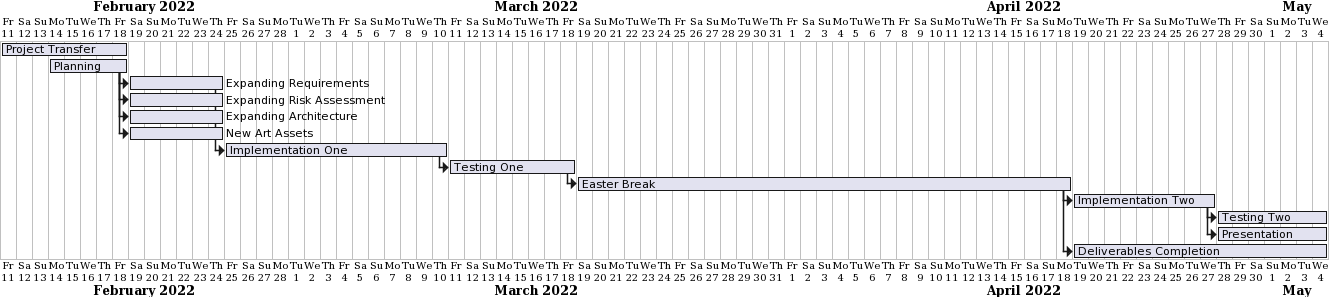 February 2022 March 2022 April 2022 May
Fr Sa Su Mo Tu We Th Fr Sa Su Mo Tu We Th Fr Sa Su Mo Tu We Th Fr Sa Su Mo Tu We Th Fr Sa Su Mo Tu We Th Fr Sa Su Mo Tu We Th Fr Sa Su Mo Tu We Th Fr Sa Su Mo Tu We Th Fr Sa Su Mo Tu We Th Fr Sa Su Mo Tu We Th Fr Sa Su Mo Tu We Th Fr Sa Su Mo Tu We
11 12 13 14 15 16 17 18 19 20 21 22 23 24 25 26 27 28 1 2 3 4 5 6 7 8 9 10 11 12 13 14 15 16 17 18 19 20 21 22 23 24 25 26 27 28 29 30 31 1 2 3 4 5 6 7 8 9 10 11 12 13 14 15 16 17 18 19 20 21 22 23 24 25 26 27 28 29 30 1 2 3 4
Project Transfer
Planning
Expanding Requirements
Expanding Risk Assessment
Expanding Architecture
New Art Assets
Implementation One
Testing One
Easter Break
Implementation Two
Testing Two
Presentation
Deliverables Completion
Fr Sa Su Mo Tu We Th Fr Sa Su Mo Tu We Th Fr Sa Su Mo Tu We Th Fr Sa Su Mo Tu We Th Fr Sa Su Mo Tu We Th Fr Sa Su Mo Tu We Th Fr Sa Su Mo Tu We Th Fr Sa Su Mo Tu We Th Fr Sa Su Mo Tu We Th Fr Sa Su Mo Tu We Th Fr Sa Su Mo Tu We Th Fr Sa Su Mo Tu We
11 12 13 14 15 16 17 18 19 20 21 22 23 24 25 26 27 28 1 2 3 4 5 6 7 8 9 10 11 12 13 14 15 16 17 18 19 20 21 22 23 24 25 26 27 28 29 30 31 1 2 3 4 5 6 7 8 9 10 11 12 13 14 15 16 17 18 19 20 21 22 23 24 25 26 27 28 29 30 1 2 3 4
February 2022 March 2022 April 2022 May